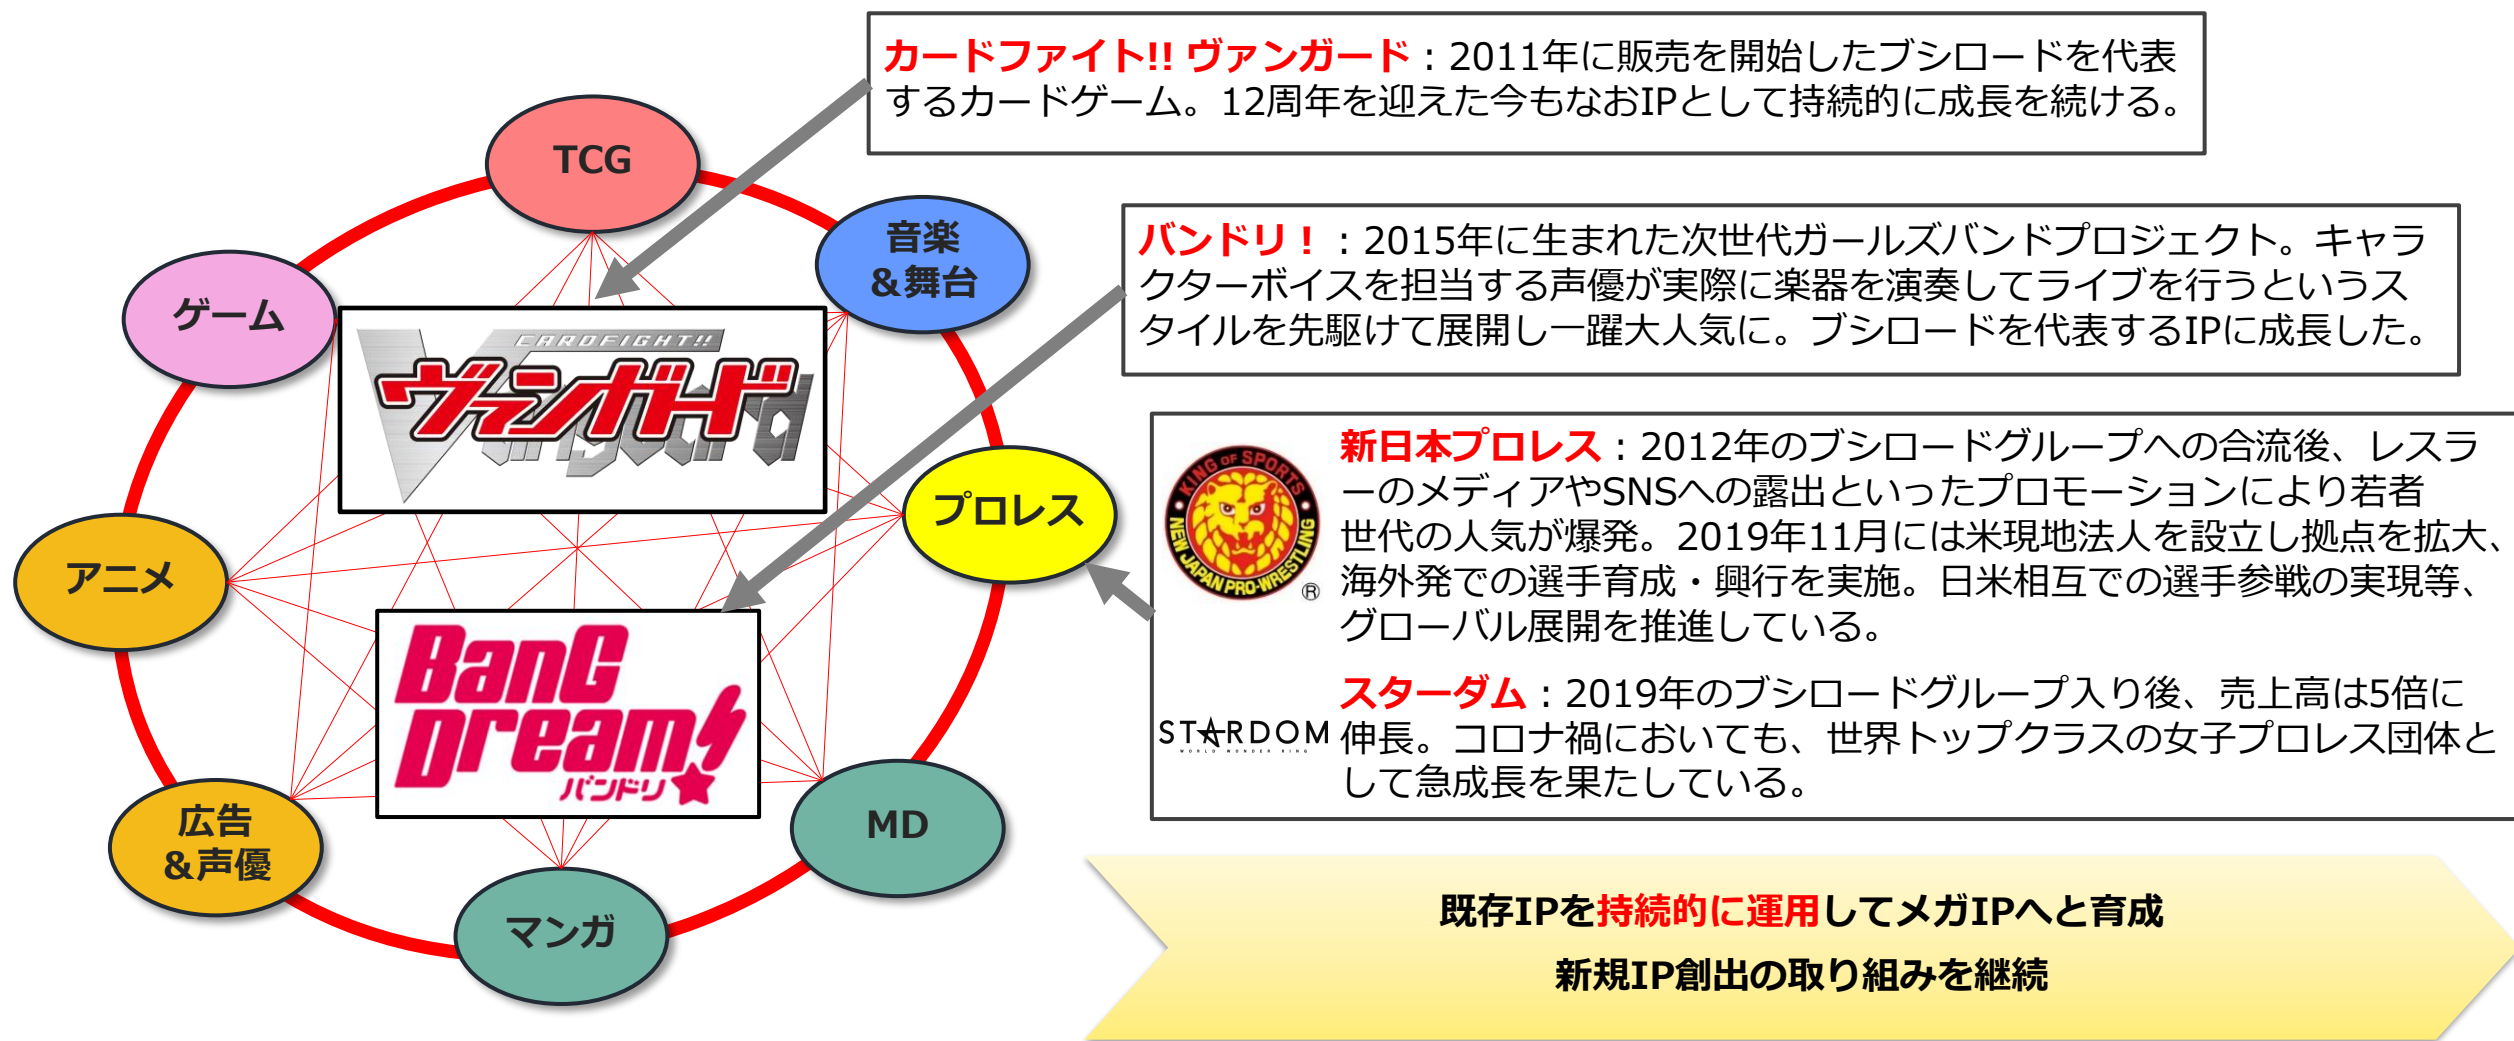 カードファイト!! ヴァンガード：2011年に販売を開始したブシロードを代表
するカードゲーム。12周年を迎えた今もなおIPとして持続的に成長を続ける。
TCG
音楽
＆舞台
ゲーム
バンドリ！：2015年に生まれた次世代ガールズバンドプロジェクト。キャラ
クターボイスを担当する声優が実際に楽器を演奏してライブを行うというス
タイルを先駆けて展開し一躍大人気に。ブシロードを代表するIPに成長した。
CARDFIGHT!!
ヴァンガード
Vanguard
プロレス
KING OF SPORTS
NEW JAPAN PRO-WRESTLING
®
新日本プロレス：2012年のブシロードグループへの合流後、レスラ
ーのメディアやSNSへの露出といったプロモーションにより若者
世代の人気が爆発。2019年11月には米現地法人を設立し拠点を拡大、
海外発での選手育成・興行を実施。日米相互での選手参戦の実現等、
グローバル展開を推進している。
アニメ
BanG
Dream!
バンドリ
STARDOM
WORLD WONDER RING
スターダム：2019年のブシロードグループ入り後、売上高は5倍に
伸長。コロナ禍においても、世界トップクラスの女子プロレス団体と
して急成長を果たしている。
広告
＆声優
MD
マンガ
既存IPを持続的に運用してメガIPへと育成
新規IP創出の取り組みを継続